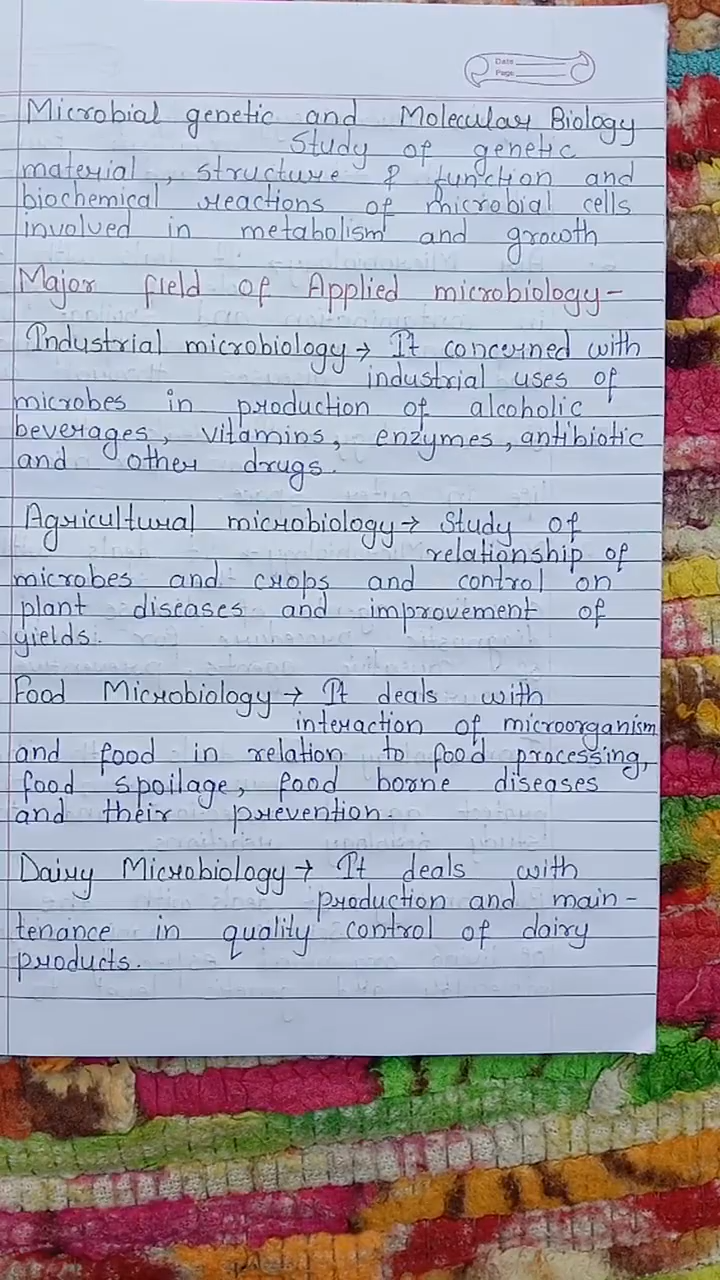 Date
Page
Microbial genetic and Molecular Biology
Study of genetic
material, structure & function and
biochemical reactions of microbial cells
involved in metabolism and growth
Major field of Applied microbiology-
Industrial microbiology → It concerned with
industrial uses of
microbes in production of alcoholic
beverages, vitamins, enzymes, antibiotic
and other drugs.
Agricultural microbiology → Study of
relationship of
microbes and crops and control on
plant diseases and improvement of
yields.
Food Microbiology → It deals with
interaction of microorganism
and food in relation to food processing,
food spoilage, food borne diseases
and their prevention.
Dairy Microbiology → It deals with
production and main-
tenance in quality control of dairy
products.